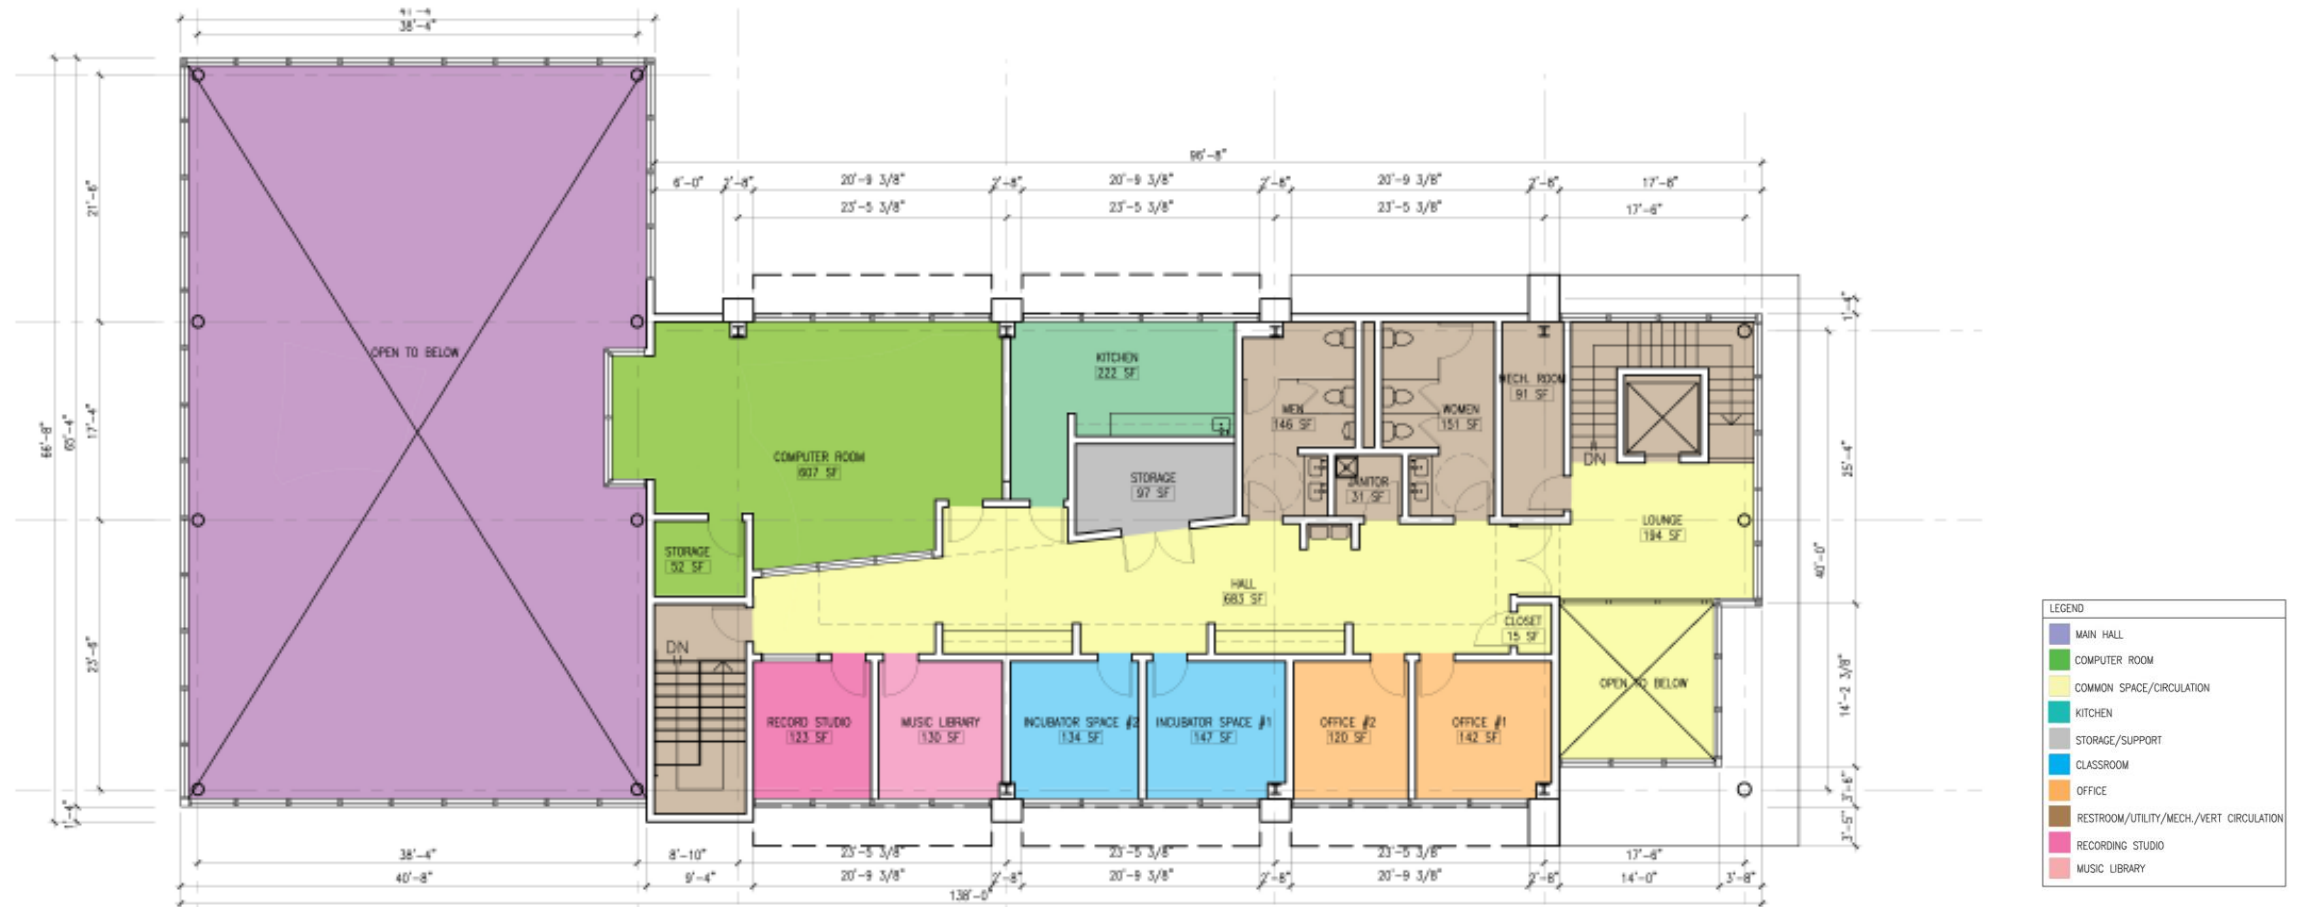 38'-4"
96'-8"
6'-0" 2'-8" 20'-9 3/8" 2'-8" 20'-9 3/8" 2'-8" 20'-9 3/8" 2'-8" 17'-6"
23'-5 3/8" 23'-5 3/8" 23'-5 3/8" 17'-6"
21'-6"
17'-4"
23'-6"
66'-8"
65'-4"
1'-4"
OPEN TO BELOW
COMPUTER ROOM
607 SF
STORAGE
52 SF
DN
KITCHEN
222 SF
STORAGE
97 SF
MEN
146 SF
JANITOR
31 SF
WOMEN
151 SF
MECH. ROOM
91 SF
DN
LOUNGE
194 SF
HALL
683 SF
CLOSET
15 SF
OPEN TO BELOW
RECORD STUDIO
123 SF
MUSIC LIBRARY
130 SF
INCUBATOR SPACE #2
134 SF
INCUBATOR SPACE #1
147 SF
OFFICE #2
120 SF
OFFICE #1
142 SF
1'-4"
25'-4"
40'-0"
14'-2 3/8"
3'-6"
3'-5"
38'-4" 8'-10" 23'-5 3/8" 23'-5 3/8" 23'-5 3/8" 17'-6"
40'-8" 9'-4" 20'-9 3/8" 2'-8" 20'-9 3/8" 2'-8" 20'-9 3/8" 2'-8" 14'-0" 3'-8"
138'-0"
LEGEND
MAIN HALL
COMPUTER ROOM
COMMON SPACE/CIRCULATION
KITCHEN
STORAGE/SUPPORT
CLASSROOM
OFFICE
RESTROOM/UTILITY/MECH./VERT CIRCULATION
RECORDING STUDIO
MUSIC LIBRARY